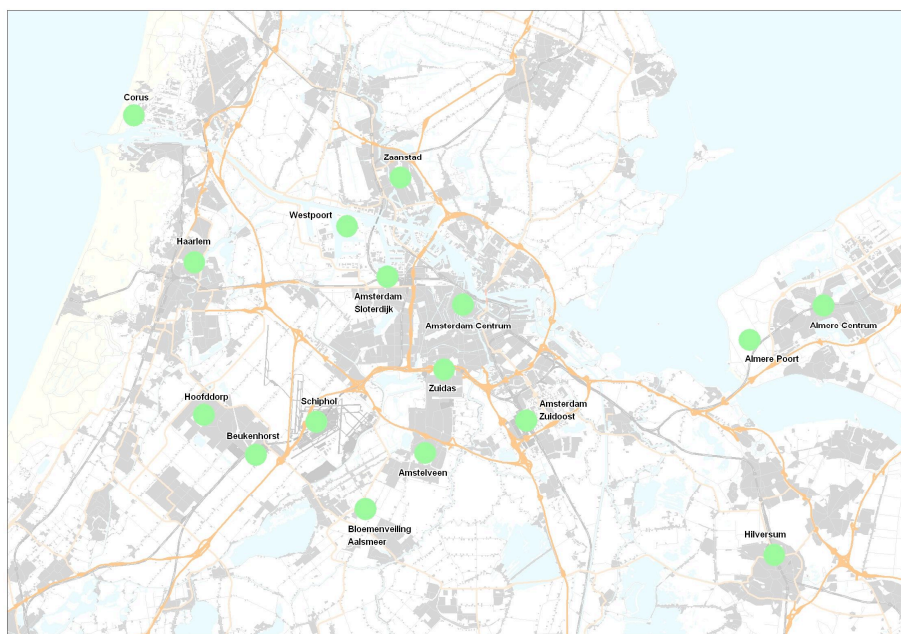 Corus
Zaanstad
Westpoort
Haarlem
Amsterdam
Sloterdijk
Amsterdam Centrum
Almere Centrum
Almere Poort
Zuidas
Hoofddorp
Schiphol
Amsterdam
Zuidoost
Beukenhorst
Amstelveen
Bloemenveiling
Aalsmeer
Hilversum